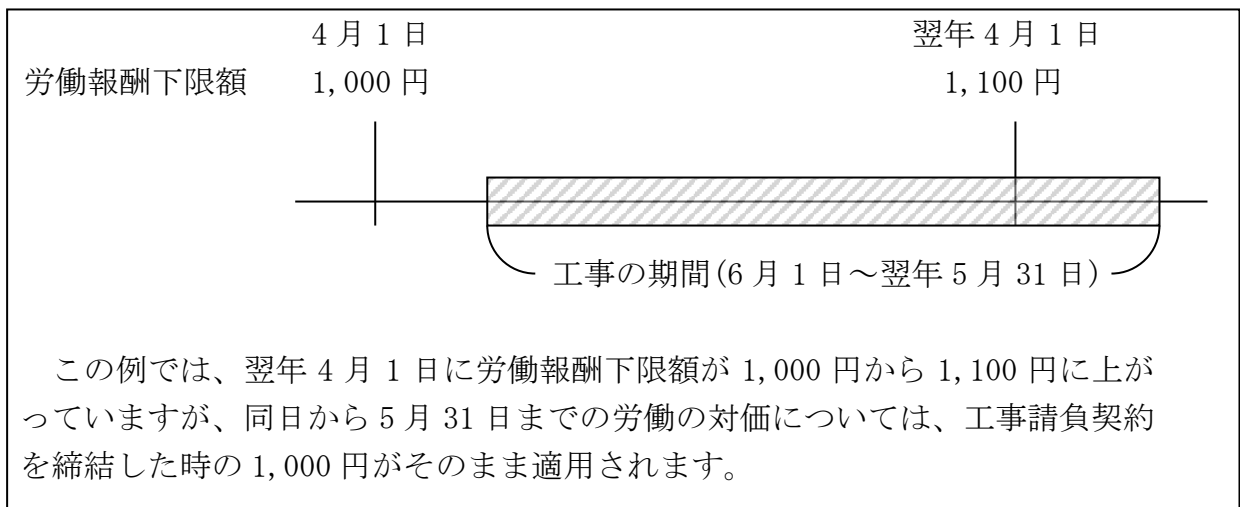 4月1日 翌年4月1日
労働報酬下限額 1,000円 1,100円
工事の期間(6月1日～翌年5月31日)
この例では、翌年4月1日に労働報酬下限額が1,000円から1,100円に上が
っていますが、同日から5月31日までの労働の対価については、工事請負契約
を締結した時の1,000円がそのまま適用されます。